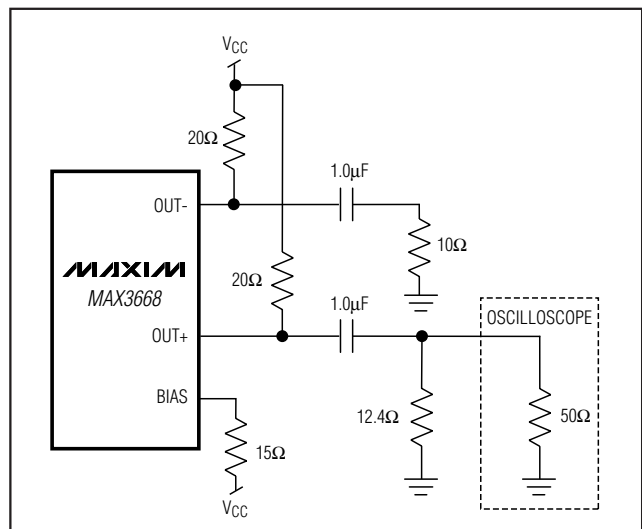 VCC
20Ω
1.0µF
OUT-
10Ω
MAXIM
MAX3668
20Ω
1.0µF
OSCILLOSCOPE
OUT+
BIAS
12.4Ω
50Ω
15Ω
VCC